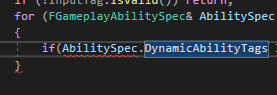 if (!InputTag.IsValid()) return;
for (FGameplayAbilitySpec& AbilitySpec
{
if(AbilitySpec.DynamicAbilityTags
}